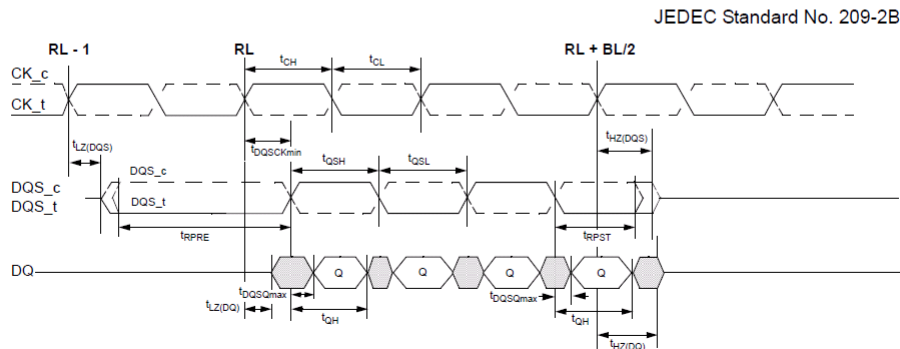 JEDEC Standard No. 209-2B
RL - 1 RL RL + BL/2
tCH tCL
CK_c
CK_t
tLZ(DQS) tDQSCKmin tHZ(DQS)
tQSH tQSL
DQS_c DQS_c
DQS_t DQS_t
tRPRE tRPST
DQ Q Q Q Q
tDQSQmax tDQSQmax
tLZ(DQ) tQH tQH
tHZ(DQ)